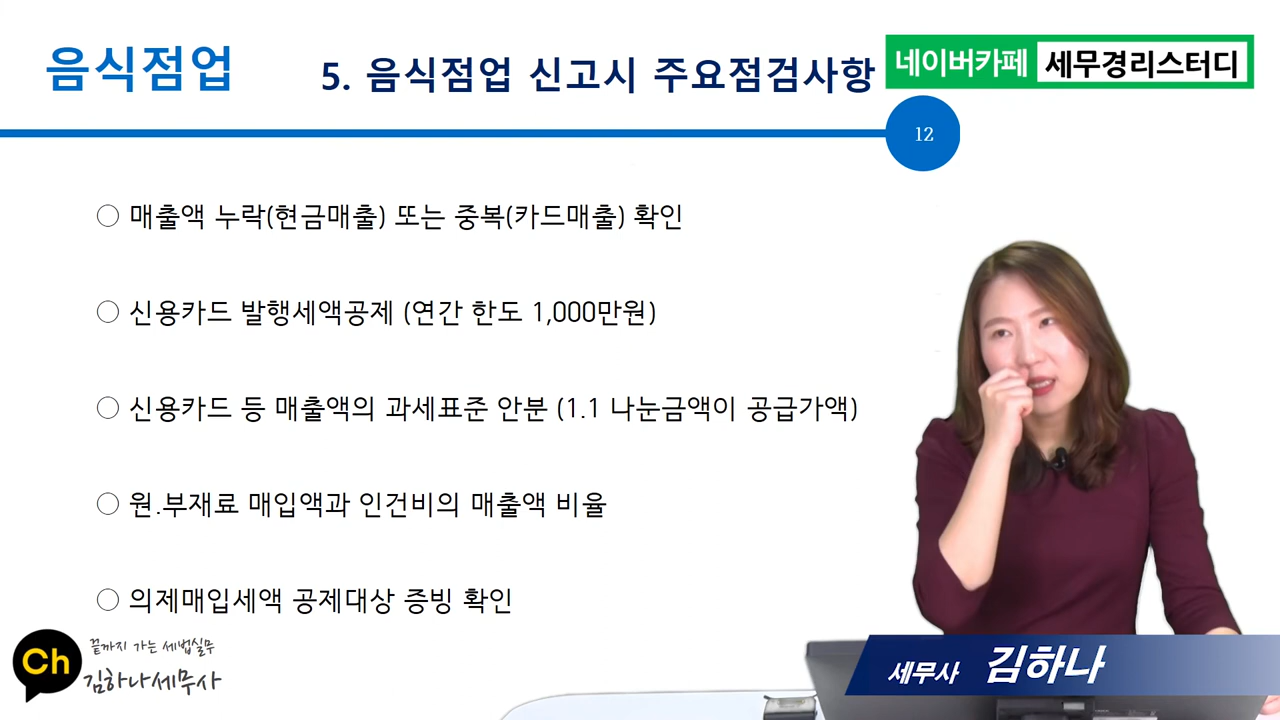 음식점업
5. 음식점업 신고시 주요점검사항
네이버카페 세무경리스터디
12
○ 매출액 누락(현금매출) 또는 중복(카드매출) 확인
○ 신용카드 발행세액공제 (연간 한도 1,000만원)
○ 신용카드 등 매출액의 과세표준 안분 (1.1 나눈금액이 공급가액)
○ 원.부재료 매입액과 인건비의 매출액 비율
○ 의제매입세액 공제대상 증빙 확인
Ch
끝까지 가는 세법실무
김하나세무사
세무사 김하나